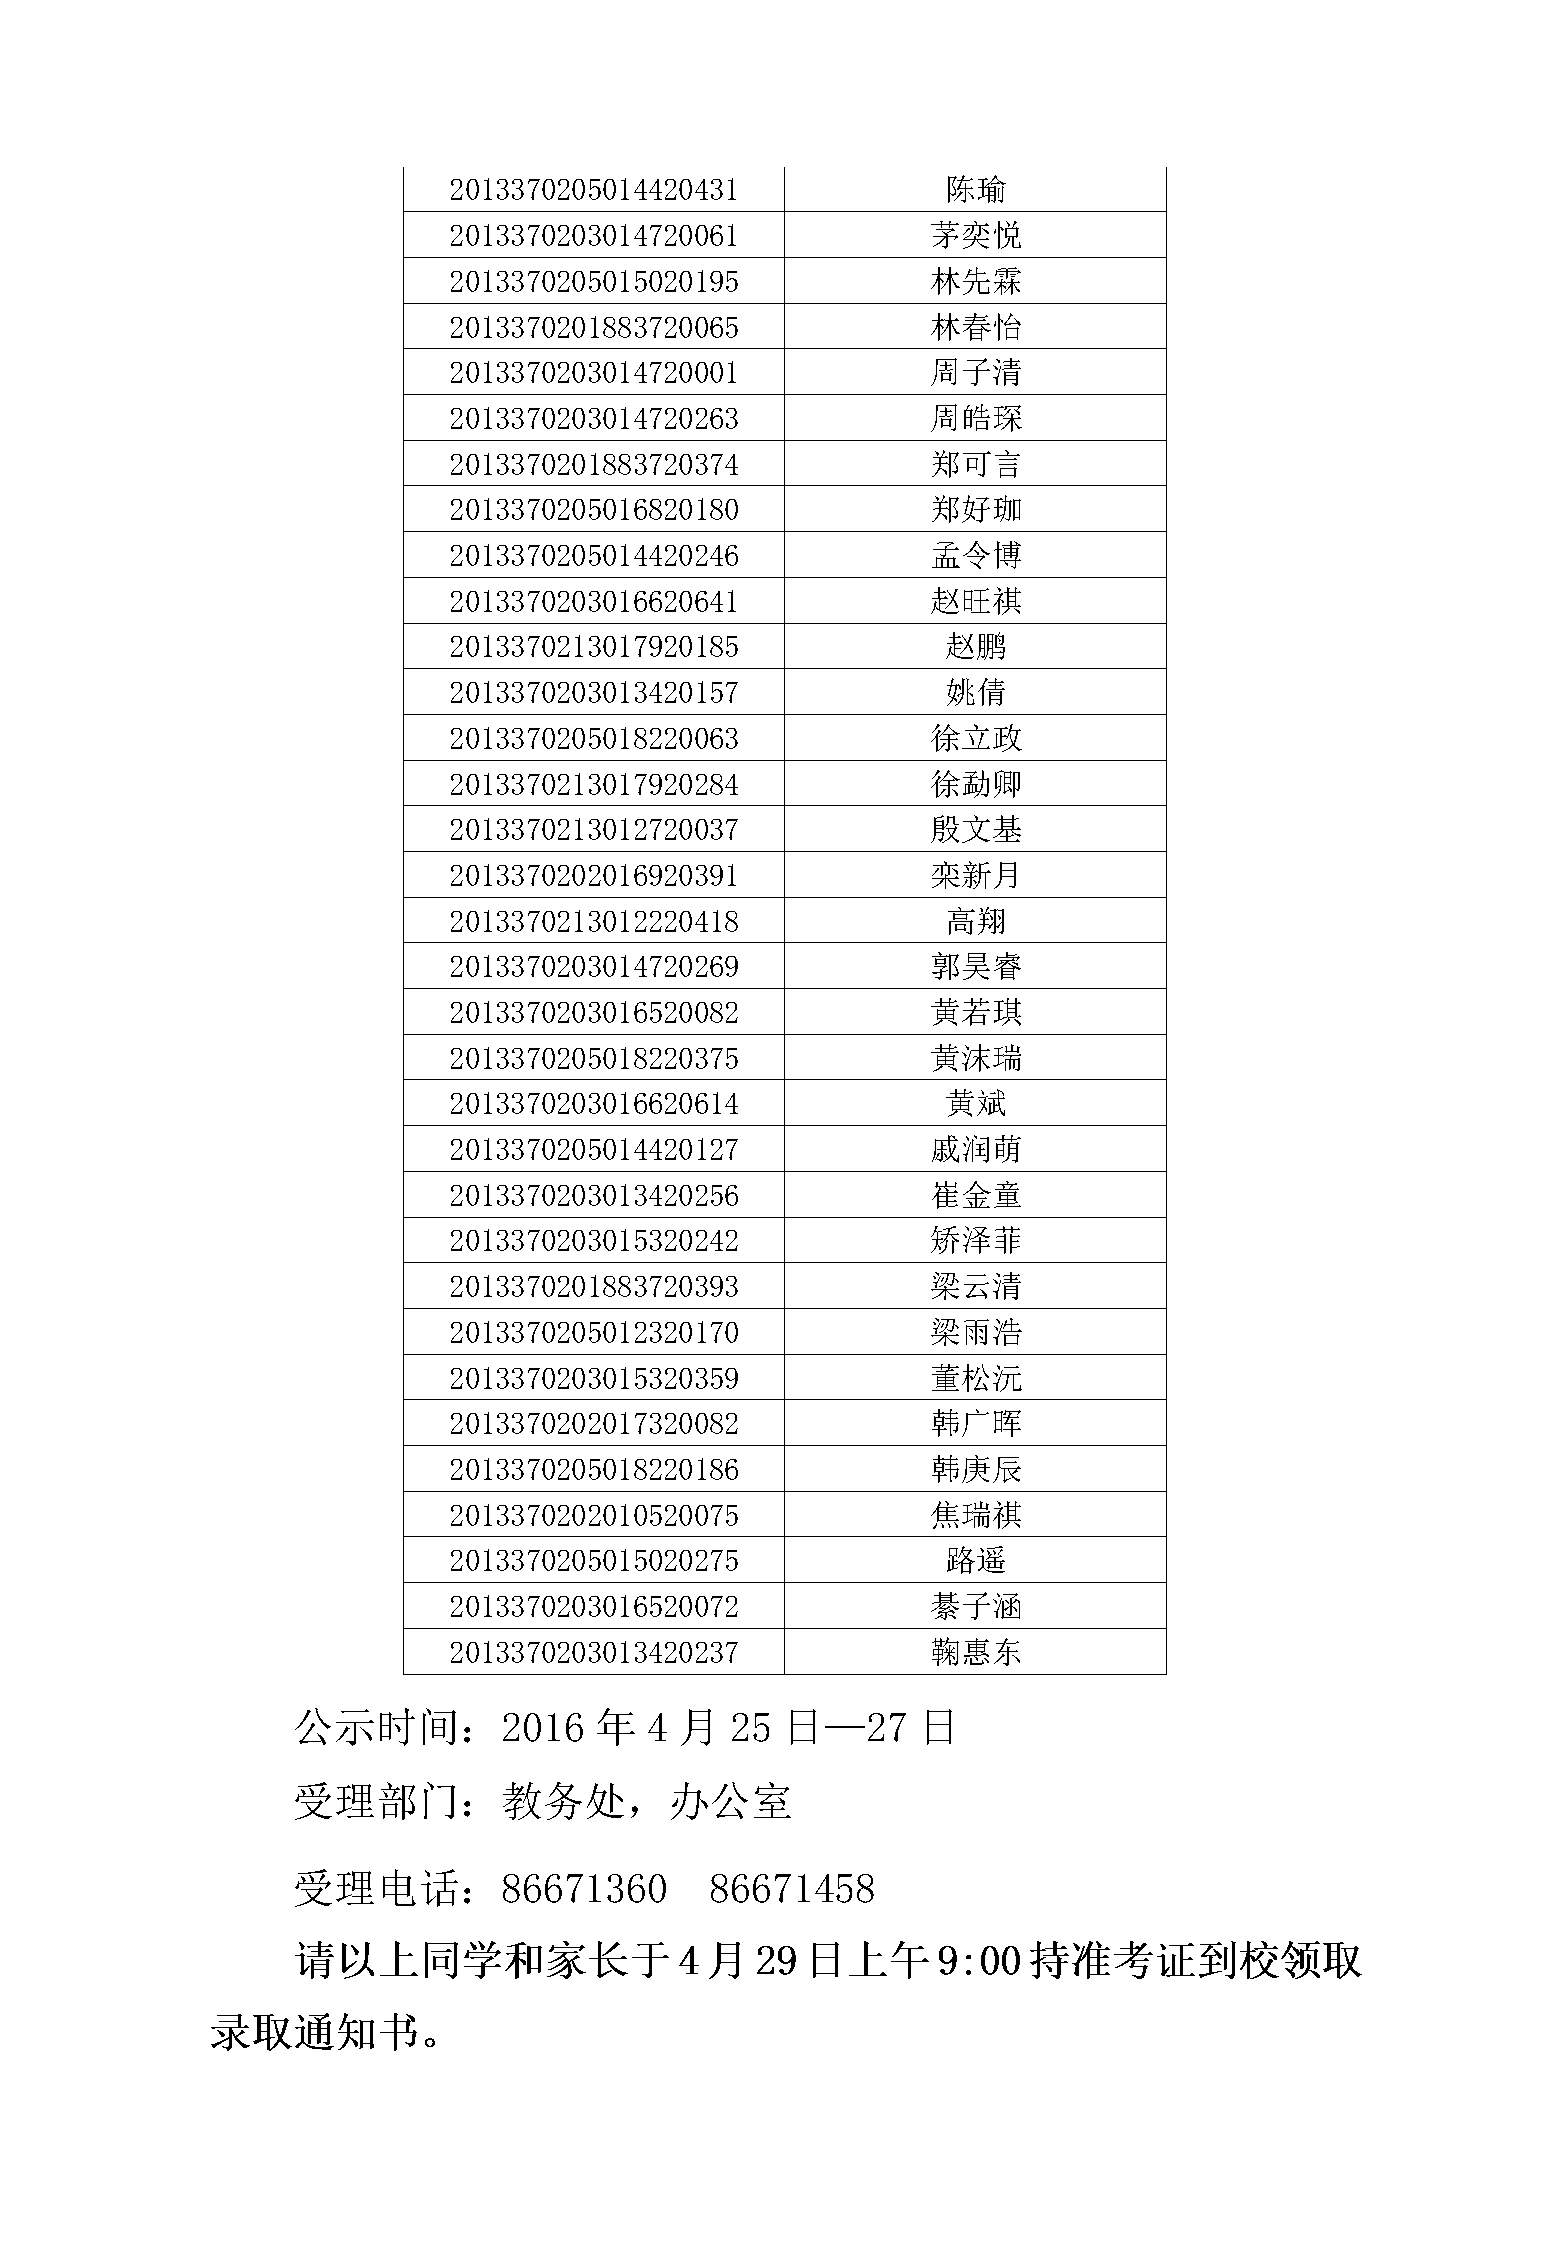 2013370205014420431 陈瑜
2013370203014720061 茅奕悦
2013370205015020195 林先霖
2013370201883720065 林春怡
2013370203014720001 周子清
2013370203014720263 周皓琛
2013370201883720374 郑可言
2013370205016820180 郑好珈
2013370205014420246 孟令博
2013370203016620641 赵旺祺
2013370213017920185 赵鹏
2013370203013420157 姚倩
2013370205018220063 徐立政
2013370213017920284 徐勐卿
2013370213012720037 殷文基
2013370202016920391 栾新月
2013370213012220418 高翔
2013370203014720269 郭昊睿
2013370203016520082 黄若琪
2013370205018220375 黄沫瑞
2013370203016620614 黄斌
2013370205014420127 戚润萌
2013370203013420256 崔金童
2013370203015320242 矫泽菲
2013370201883720393 梁云清
2013370205012320170 梁雨浩
2013370203015320359 董松沅
2013370202017320082 韩广晖
2013370205018220186 韩庚辰
2013370202010520075 焦瑞祺
2013370205015020275 路遥
2013370203016520072 綦子涵
2013370203013420237 鞠惠东
公示时间：2016 年 4 月 25 日—27 日
受理部门：教务处，办公室
受理电话：86671360 86671458
请以上同学和家长于 4 月 29 日上午 9:00 持准考证到校领取
录取通知书。